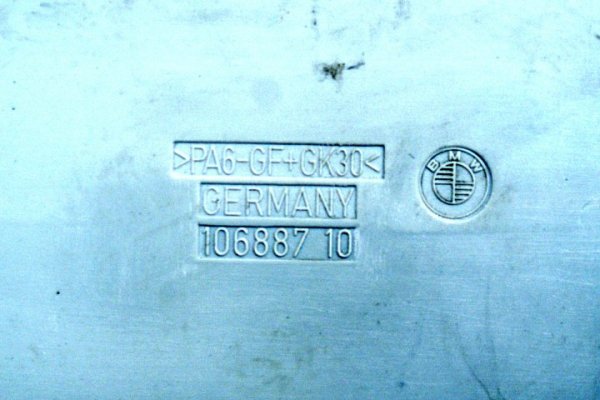 >PA6-GF+GK30<
GERMANY
106887 10
BMW